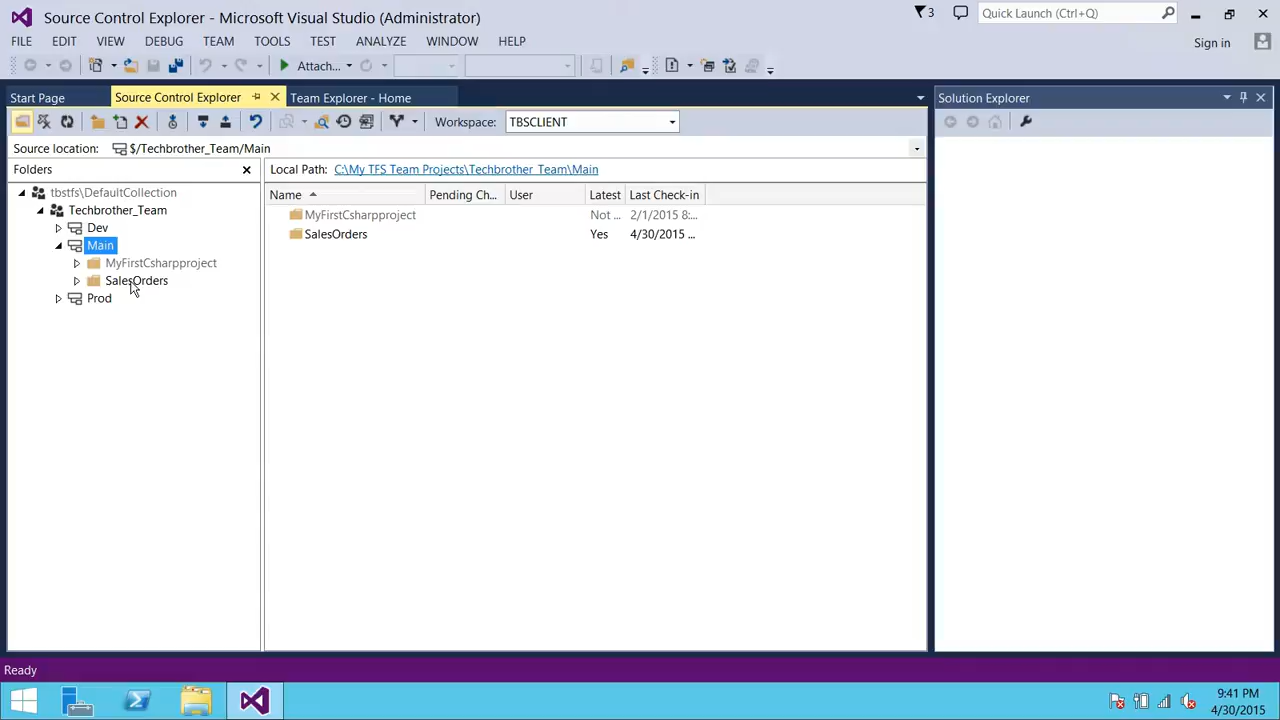 Source Control Explorer - Microsoft Visual Studio (Administrator)
3
Quick Launch (Ctrl+Q)
FILE EDIT VIEW DEBUG TEAM TOOLS TEST ANALYZE WINDOW HELP
Sign in
Attach...
Start Page
Source Control Explorer
Team Explorer - Home
Solution Explorer
Workspace: TBSCLIENT
Source location: $/Techbrother_Team/Main
Folders
Local Path: C:\My TFS Team Projects\Techbrother_Team\Main
tbstfs\DefaultCollection
Techbrother_Team
Dev
Main
MyFirstCsharpproject
SalesOrders
Prod
Name Pending Ch... User Latest Last Check-in
MyFirstCsharpproject Not ... 2/1/2015 8:...
SalesOrders Yes 4/30/2015 ...
Ready
9:41 PM
4/30/2015